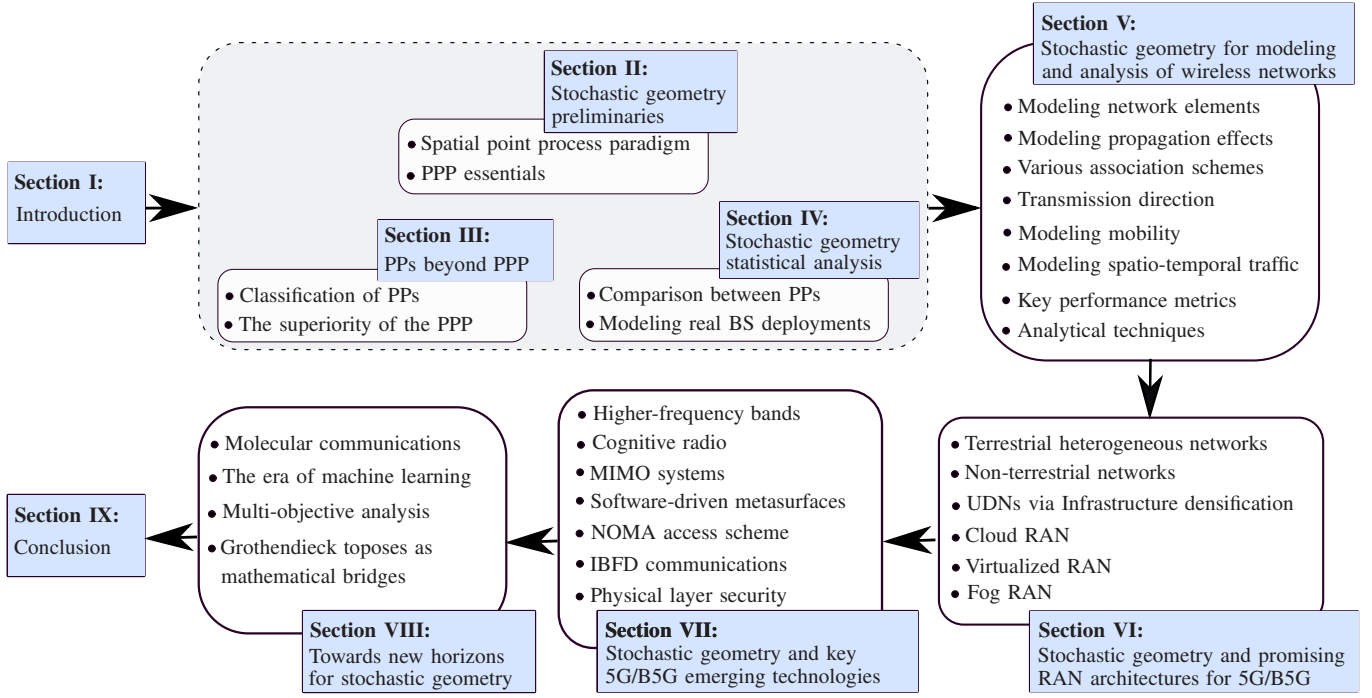 Section I:
Introduction
Section II:
Stochastic geometry
preliminaries
• Spatial point process paradigm
• PPP essentials
Section III:
PPs beyond PPP
• Classification of PPs
• The superiority of the PPP
Section IV:
Stochastic geometry
statistical analysis
• Comparison between PPs
• Modeling real BS deployments
Section V:
Stochastic geometry for modeling
and analysis of wireless networks
• Modeling network elements
• Modeling propagation effects
• Various association schemes
• Transmission direction
• Modeling mobility
• Modeling spatio-temporal traffic
• Key performance metrics
• Analytical techniques
• Terrestrial heterogeneous networks
• Non-terrestrial networks
• UDNs via Infrastructure densification
• Cloud RAN
• Virtualized RAN
• Fog RAN
Section VI:
Stochastic geometry and promising
RAN architectures for 5G/B5G
• Higher-frequency bands
• Cognitive radio
• MIMO systems
• Software-driven metasurfaces
• NOMA access scheme
• IBFD communications
• Physical layer security
Section VII:
Stochastic geometry and key
5G/B5G emerging technologies
• Molecular communications
• The era of machine learning
• Multi-objective analysis
• Grothendieck toposes as
mathematical bridges
Section VIII:
Towards new horizons
for stochastic geometry
Section IX:
Conclusion